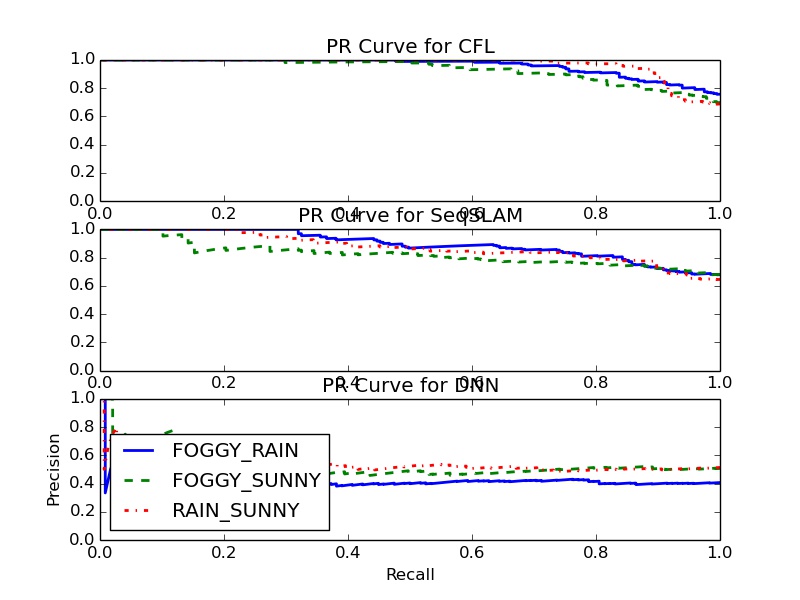 PR Curve for CFL
1.0
0.8
0.6
0.4
0.2
0.0
0.0 0.2 0.4 0.6 0.8 1.0
PR Curve for SeqSLAM
1.0
0.8
0.6
0.4
0.2
0.0
0.0 0.2 0.4 0.6 0.8 1.0
PR Curve for DNN
1.0
0.8
0.6
0.4
0.2
0.0
Precision
FOGGY_RAIN
FOGGY_SUNNY
RAIN_SUNNY
0.0 0.2 0.4 0.6 0.8 1.0
Recall